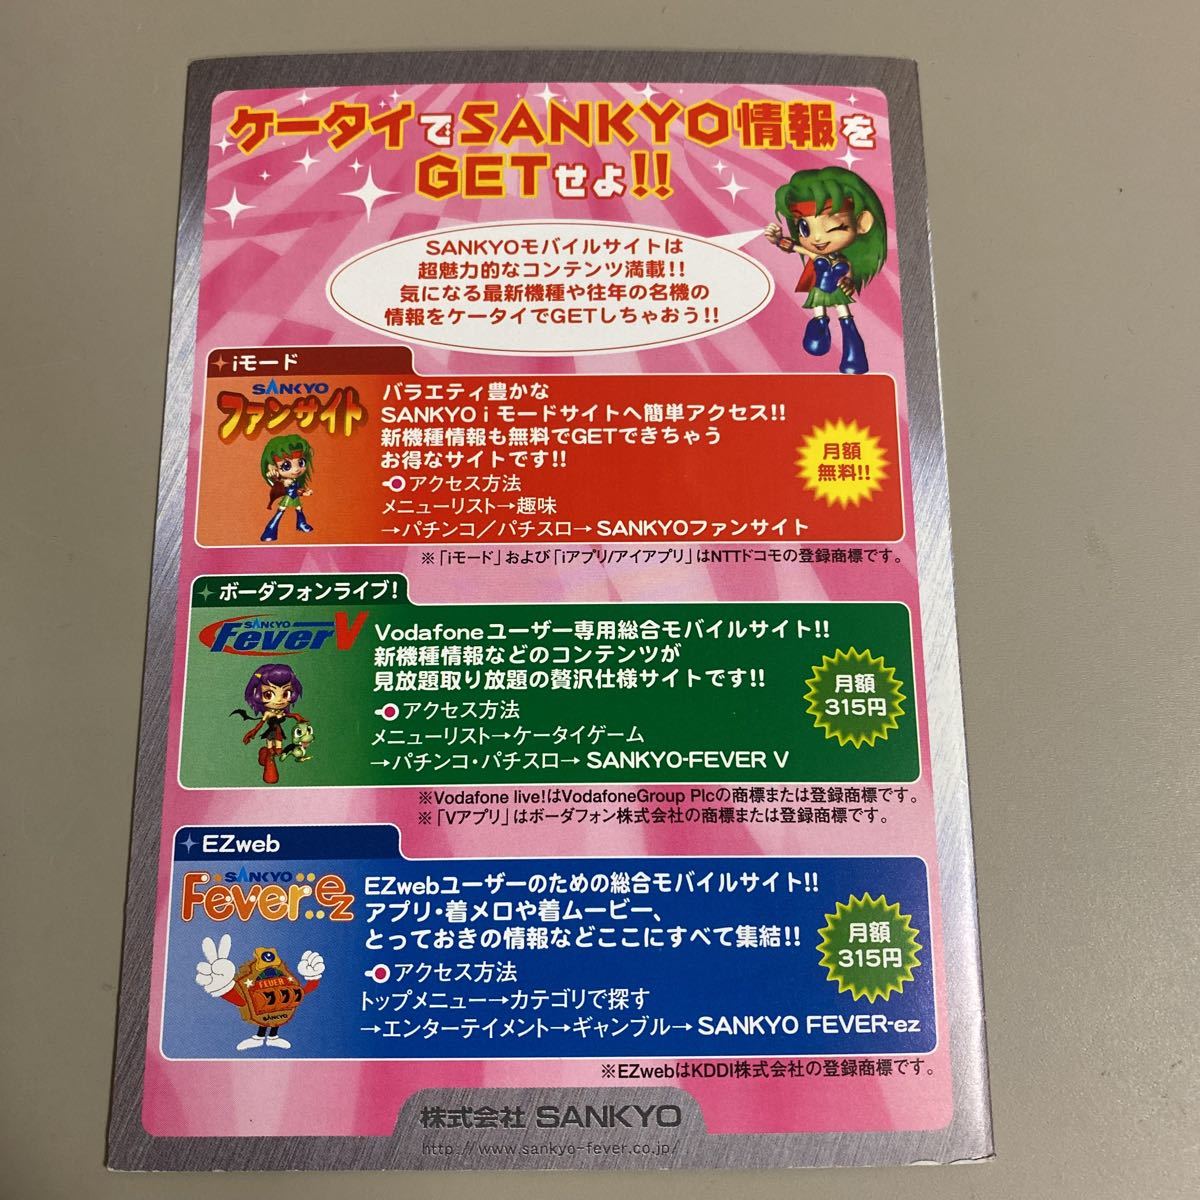 ケータイでSANKYO情報を
GETせよ!!
SANKYOモバイルサイトは
超魅力的なコンテンツ満載!!
気になる最新機種や往年の名機の
情報をケータイでGETしちゃおう!!
iモード
SANKYO
ファンサイト
バラエティ豊かな
SANKYO i モードサイトへ簡単アクセス!!
新機種情報も無料でGETできちゃう
お得なサイトです!!
アクセス方法
メニューリスト→趣味
→パチンコ／パチスロ→SANKYOファンサイト
月額
無料!!
※「iモード」および「iアプリ/アイアプリ」はNTTドコモの登録商標です。
ボーダフォンライブ!
SANKYO
Fever V
Vodafoneユーザー専用総合モバイルサイト!!
新機種情報などのコンテンツが
見放題取り放題の贅沢仕様サイトです!!
アクセス方法
メニューリスト→ケータイゲーム
→パチンコ・パチスロ→ SANKYO-FEVER V
月額
315円
※Vodafone live!はVodafoneGroup Plcの商標または登録商標です。
※「Vアプリ」はボーダフォン株式会社の商標または登録商標です。
EZweb
SANKYO
Fever ez
FEVER
777
SANKYO
EZwebユーザーのための総合モバイルサイト!!
アプリ・着メロや着ムービー、
とっておきの情報などここにすべて集結!!
アクセス方法
トップメニュー→カテゴリで探す
→エンターテイメント→ギャンブル→ SANKYO FEVER-ez
月額
315円
※EZwebはKDDI株式会社の登録商標です。
株式会社 SANKYO
http://www.sankyo-fever.co.jp/